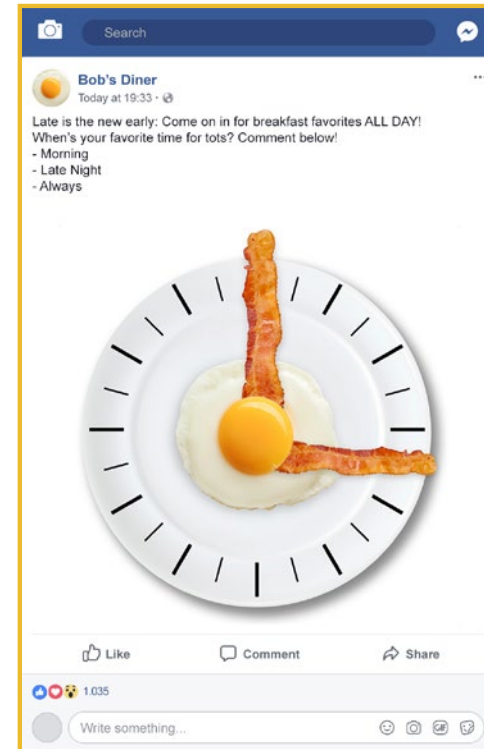 Search
Bob's Diner
Today at 19:33 ·
Late is the new early: Come on in for breakfast favorites ALL DAY!
When's your favorite time for tots? Comment below!
- Morning
- Late Night
- Always
Like
Comment
Share
1.035
Write something...
GIF